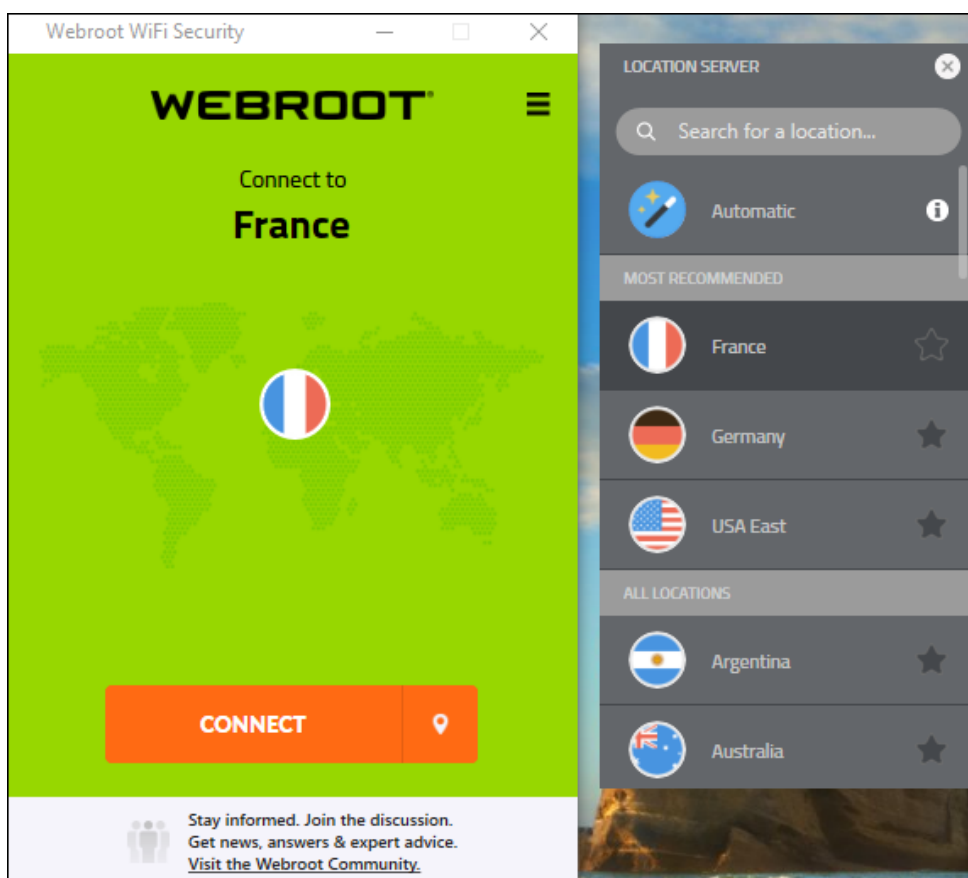 Webroot WiFi Security
WEBROOT®
Connect to
France
CONNECT
Stay informed. Join the discussion.
Get news, answers & expert advice.
Visit the Webroot Community.
LOCATION SERVER
Search for a location...
Automatic
MOST RECOMMENDED
France
Germany
USA East
ALL LOCATIONS
Argentina
Australia